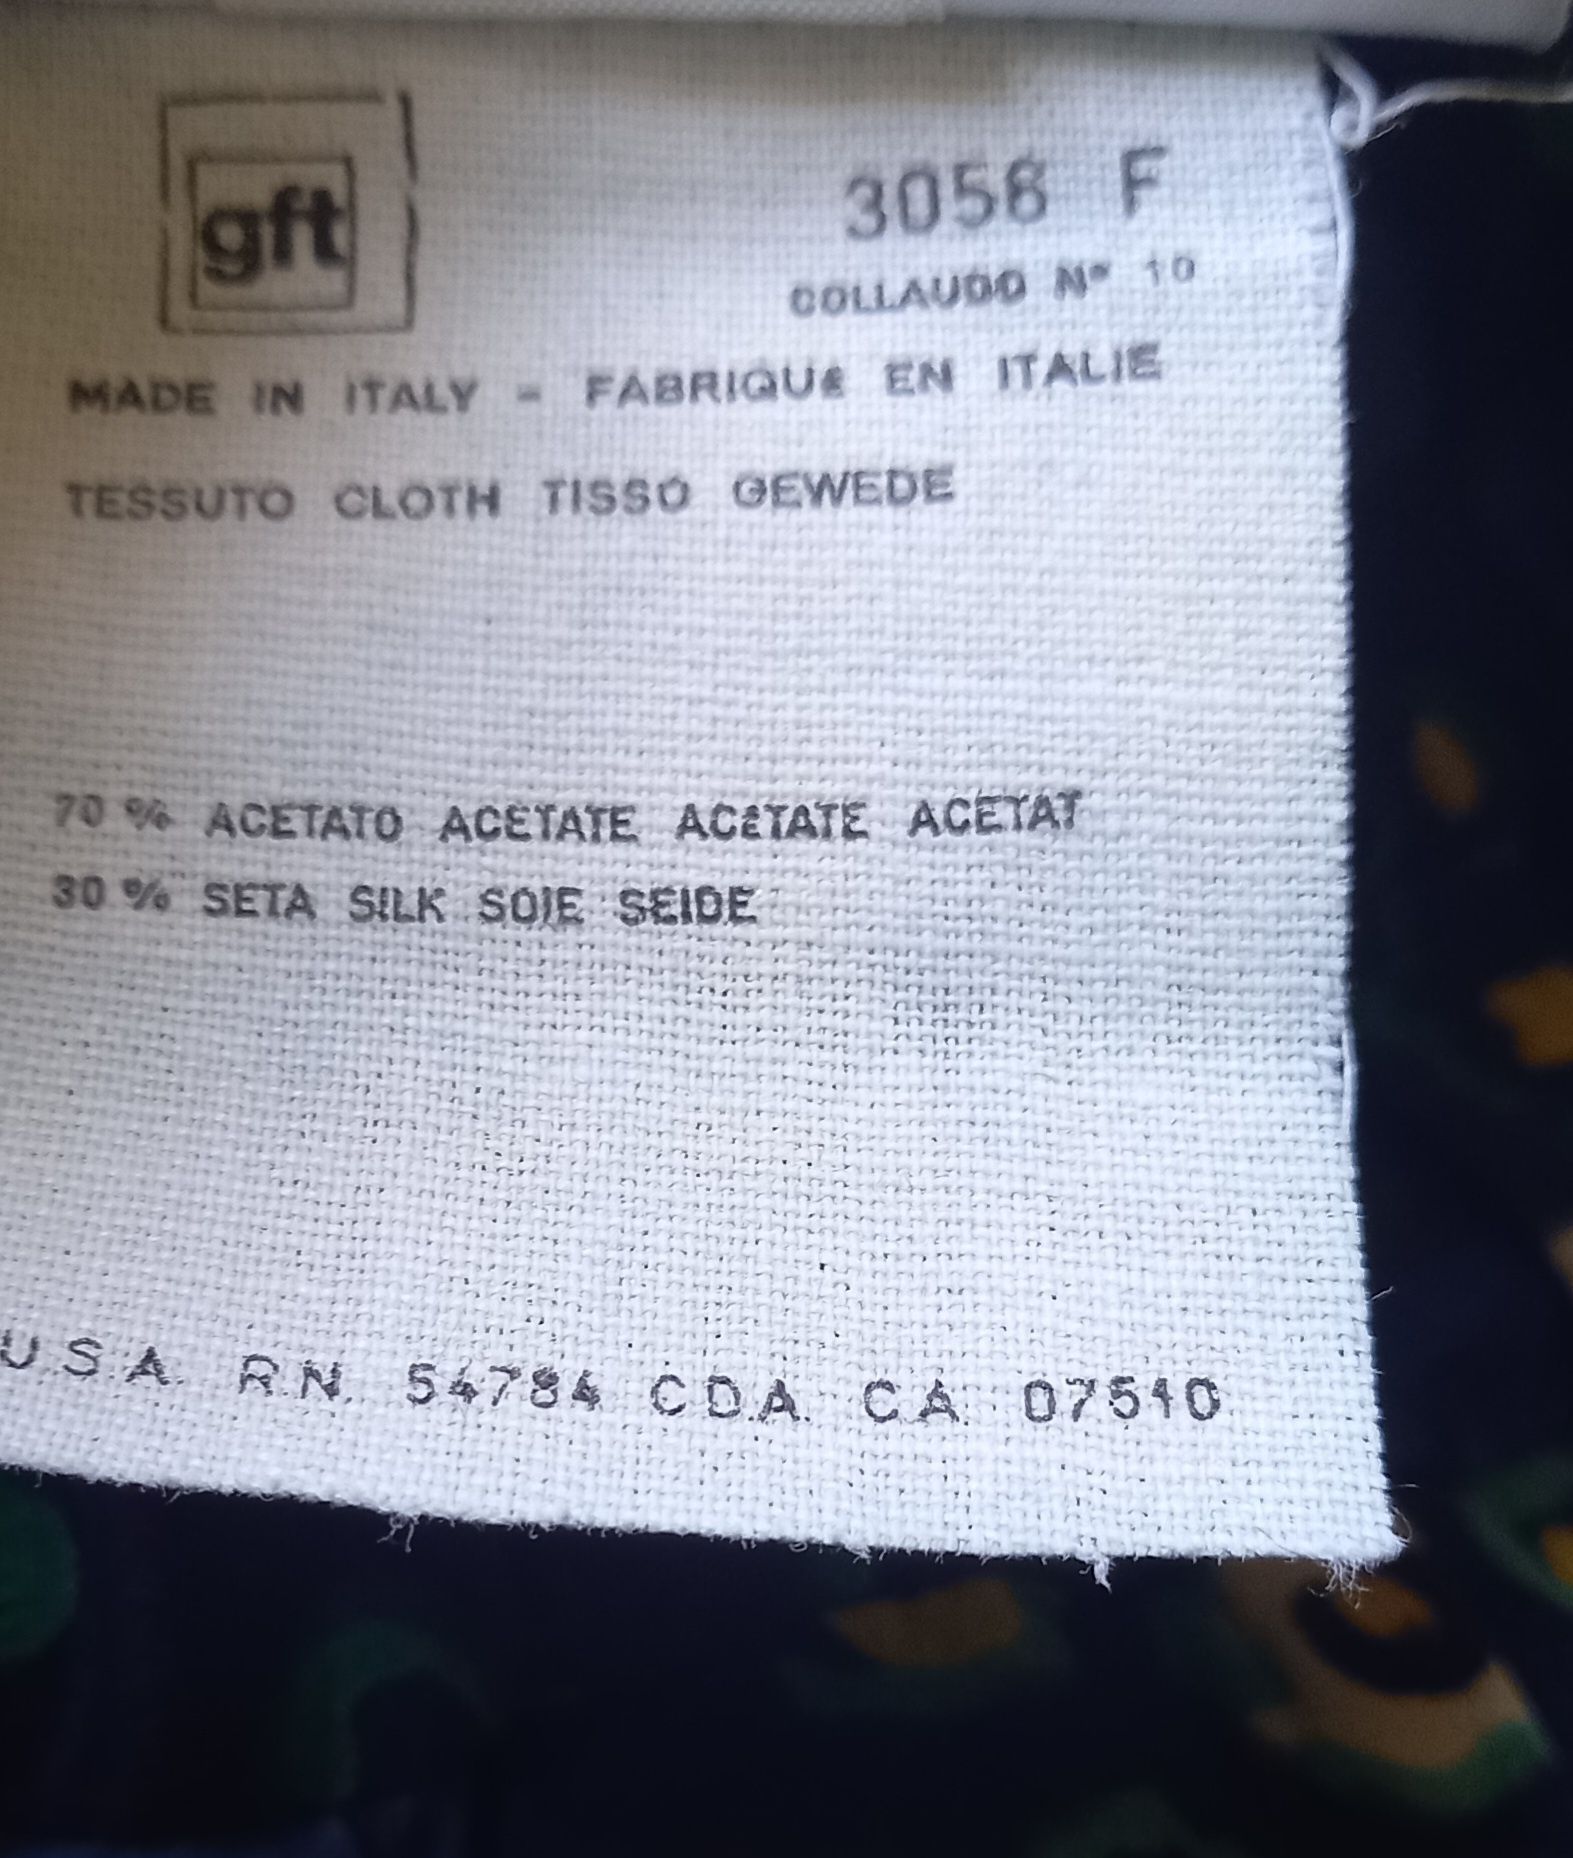 gft
3058 F
COLLAUDO N° 10
MADE IN ITALY - FABRIQUE EN ITALIE
TESSUTO CLOTH TISSO GEWEDE
70 % ACETATO ACETATE ACETATE ACETAT
30 % SETA SILK SOIE SEIDE
U.S.A. R.N. 54784 CDA. CA. 07510